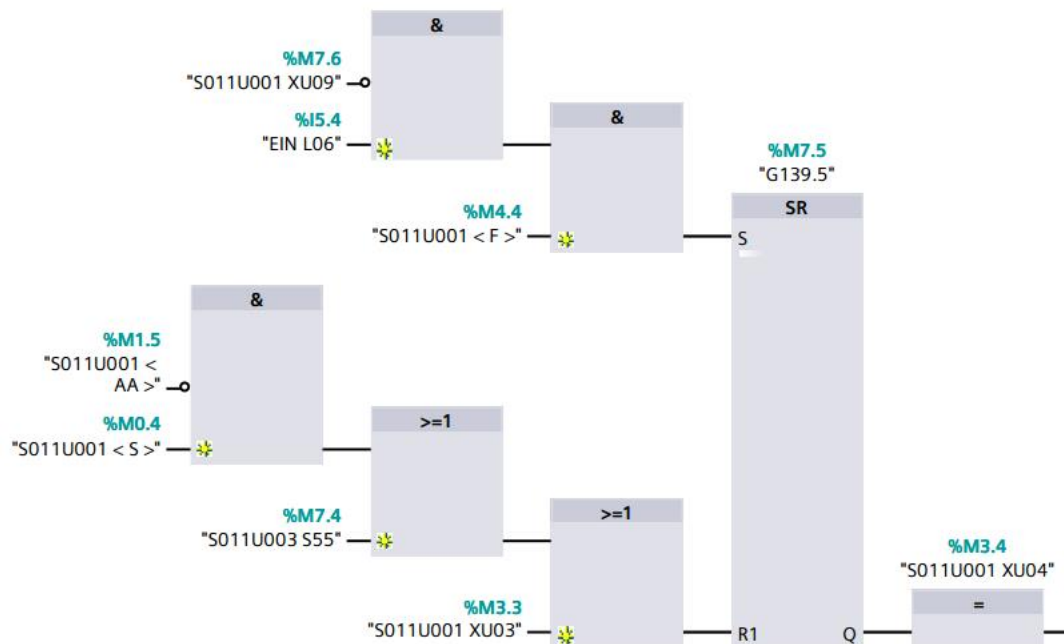 &
%M7.6
"S011U001 XU09"
%I5.4
"EIN L06"
&
%M7.5
"G139.5"
SR
%M4.4
"S011U001 < F >"
S
&
%M1.5
"S011U001 <
AA >"
%M0.4
"S011U001 < S >"
>=1
%M7.4
"S011U003 S55"
>=1
%M3.4
"S011U001 XU04"
=
%M3.3
"S011U001 XU03"
R1
Q